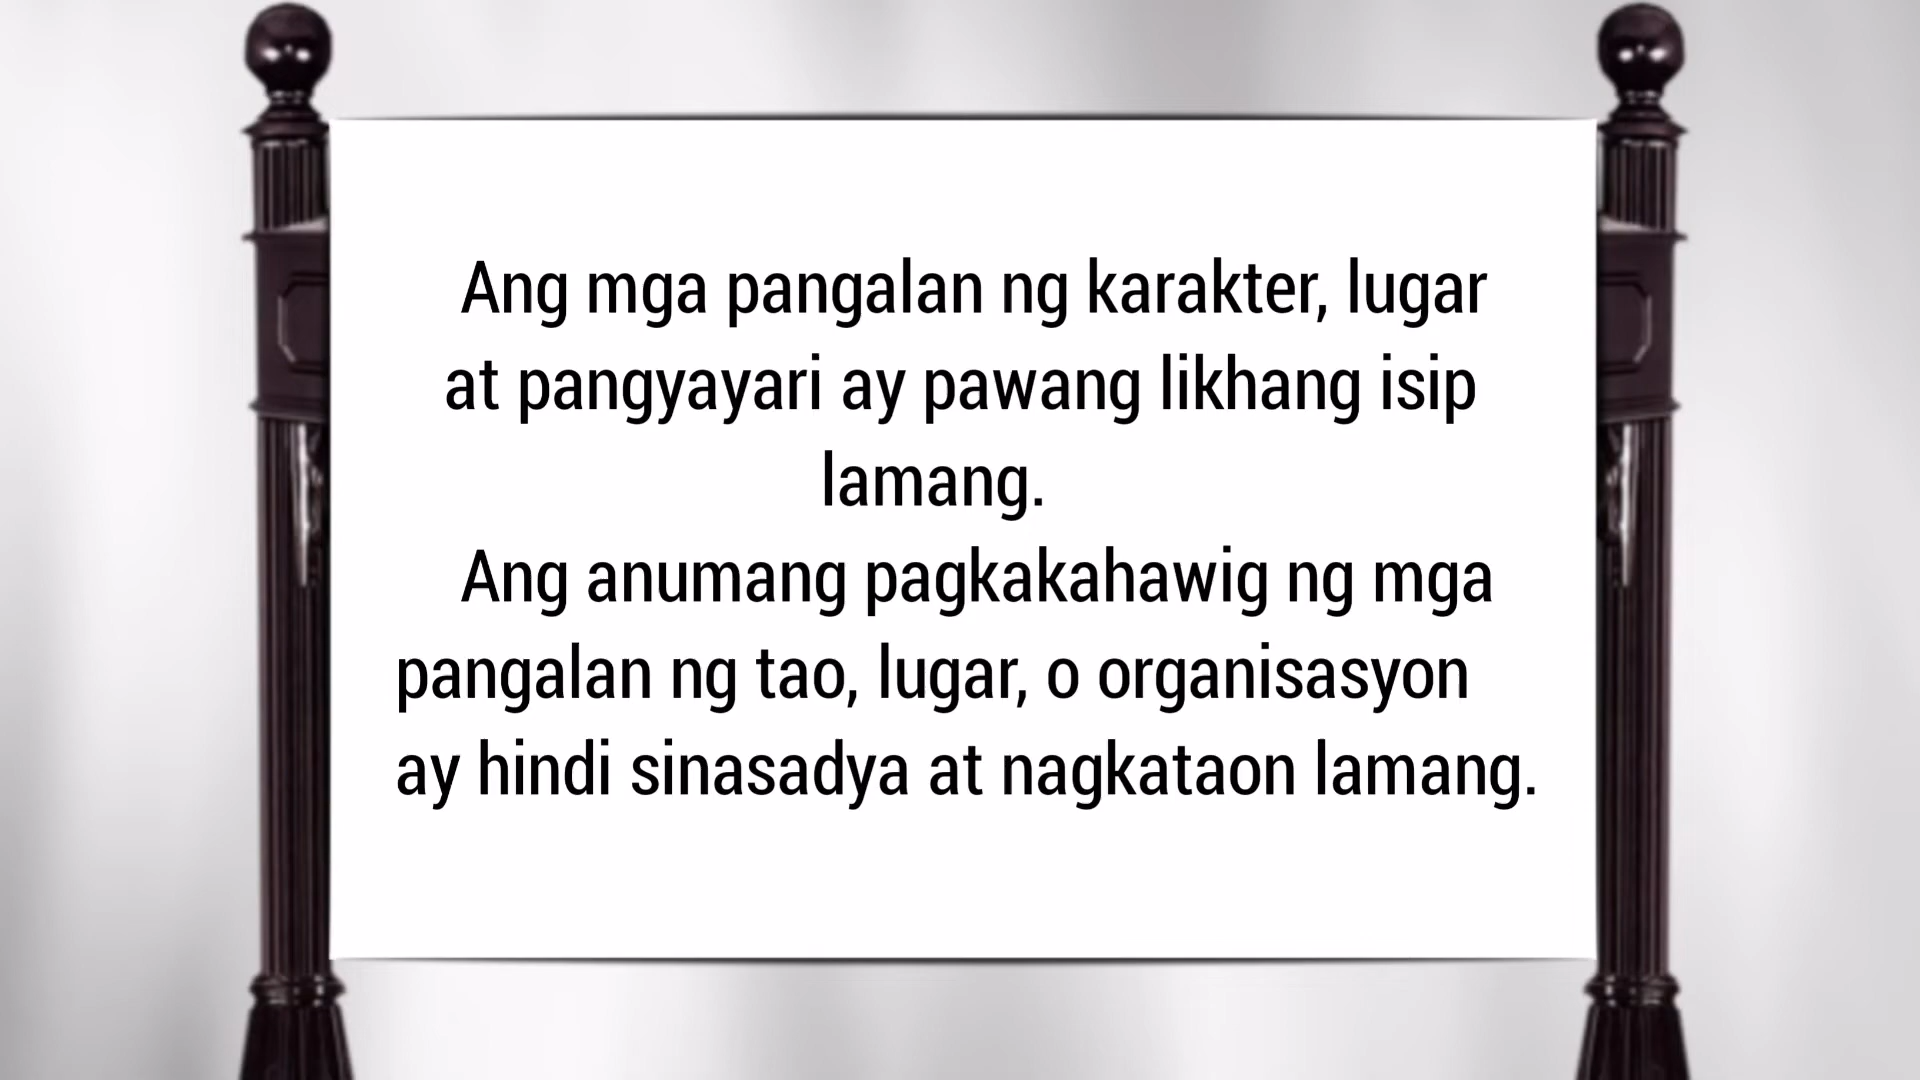 Ang mga pangalan ng karakter, lugar
at pangyayari ay pawang likhang isip
lamang.
Ang anumang pagkakahawig ng mga
pangalan ng tao, lugar, o organisasyon
ay hindi sinasadya at nagkataon lamang.